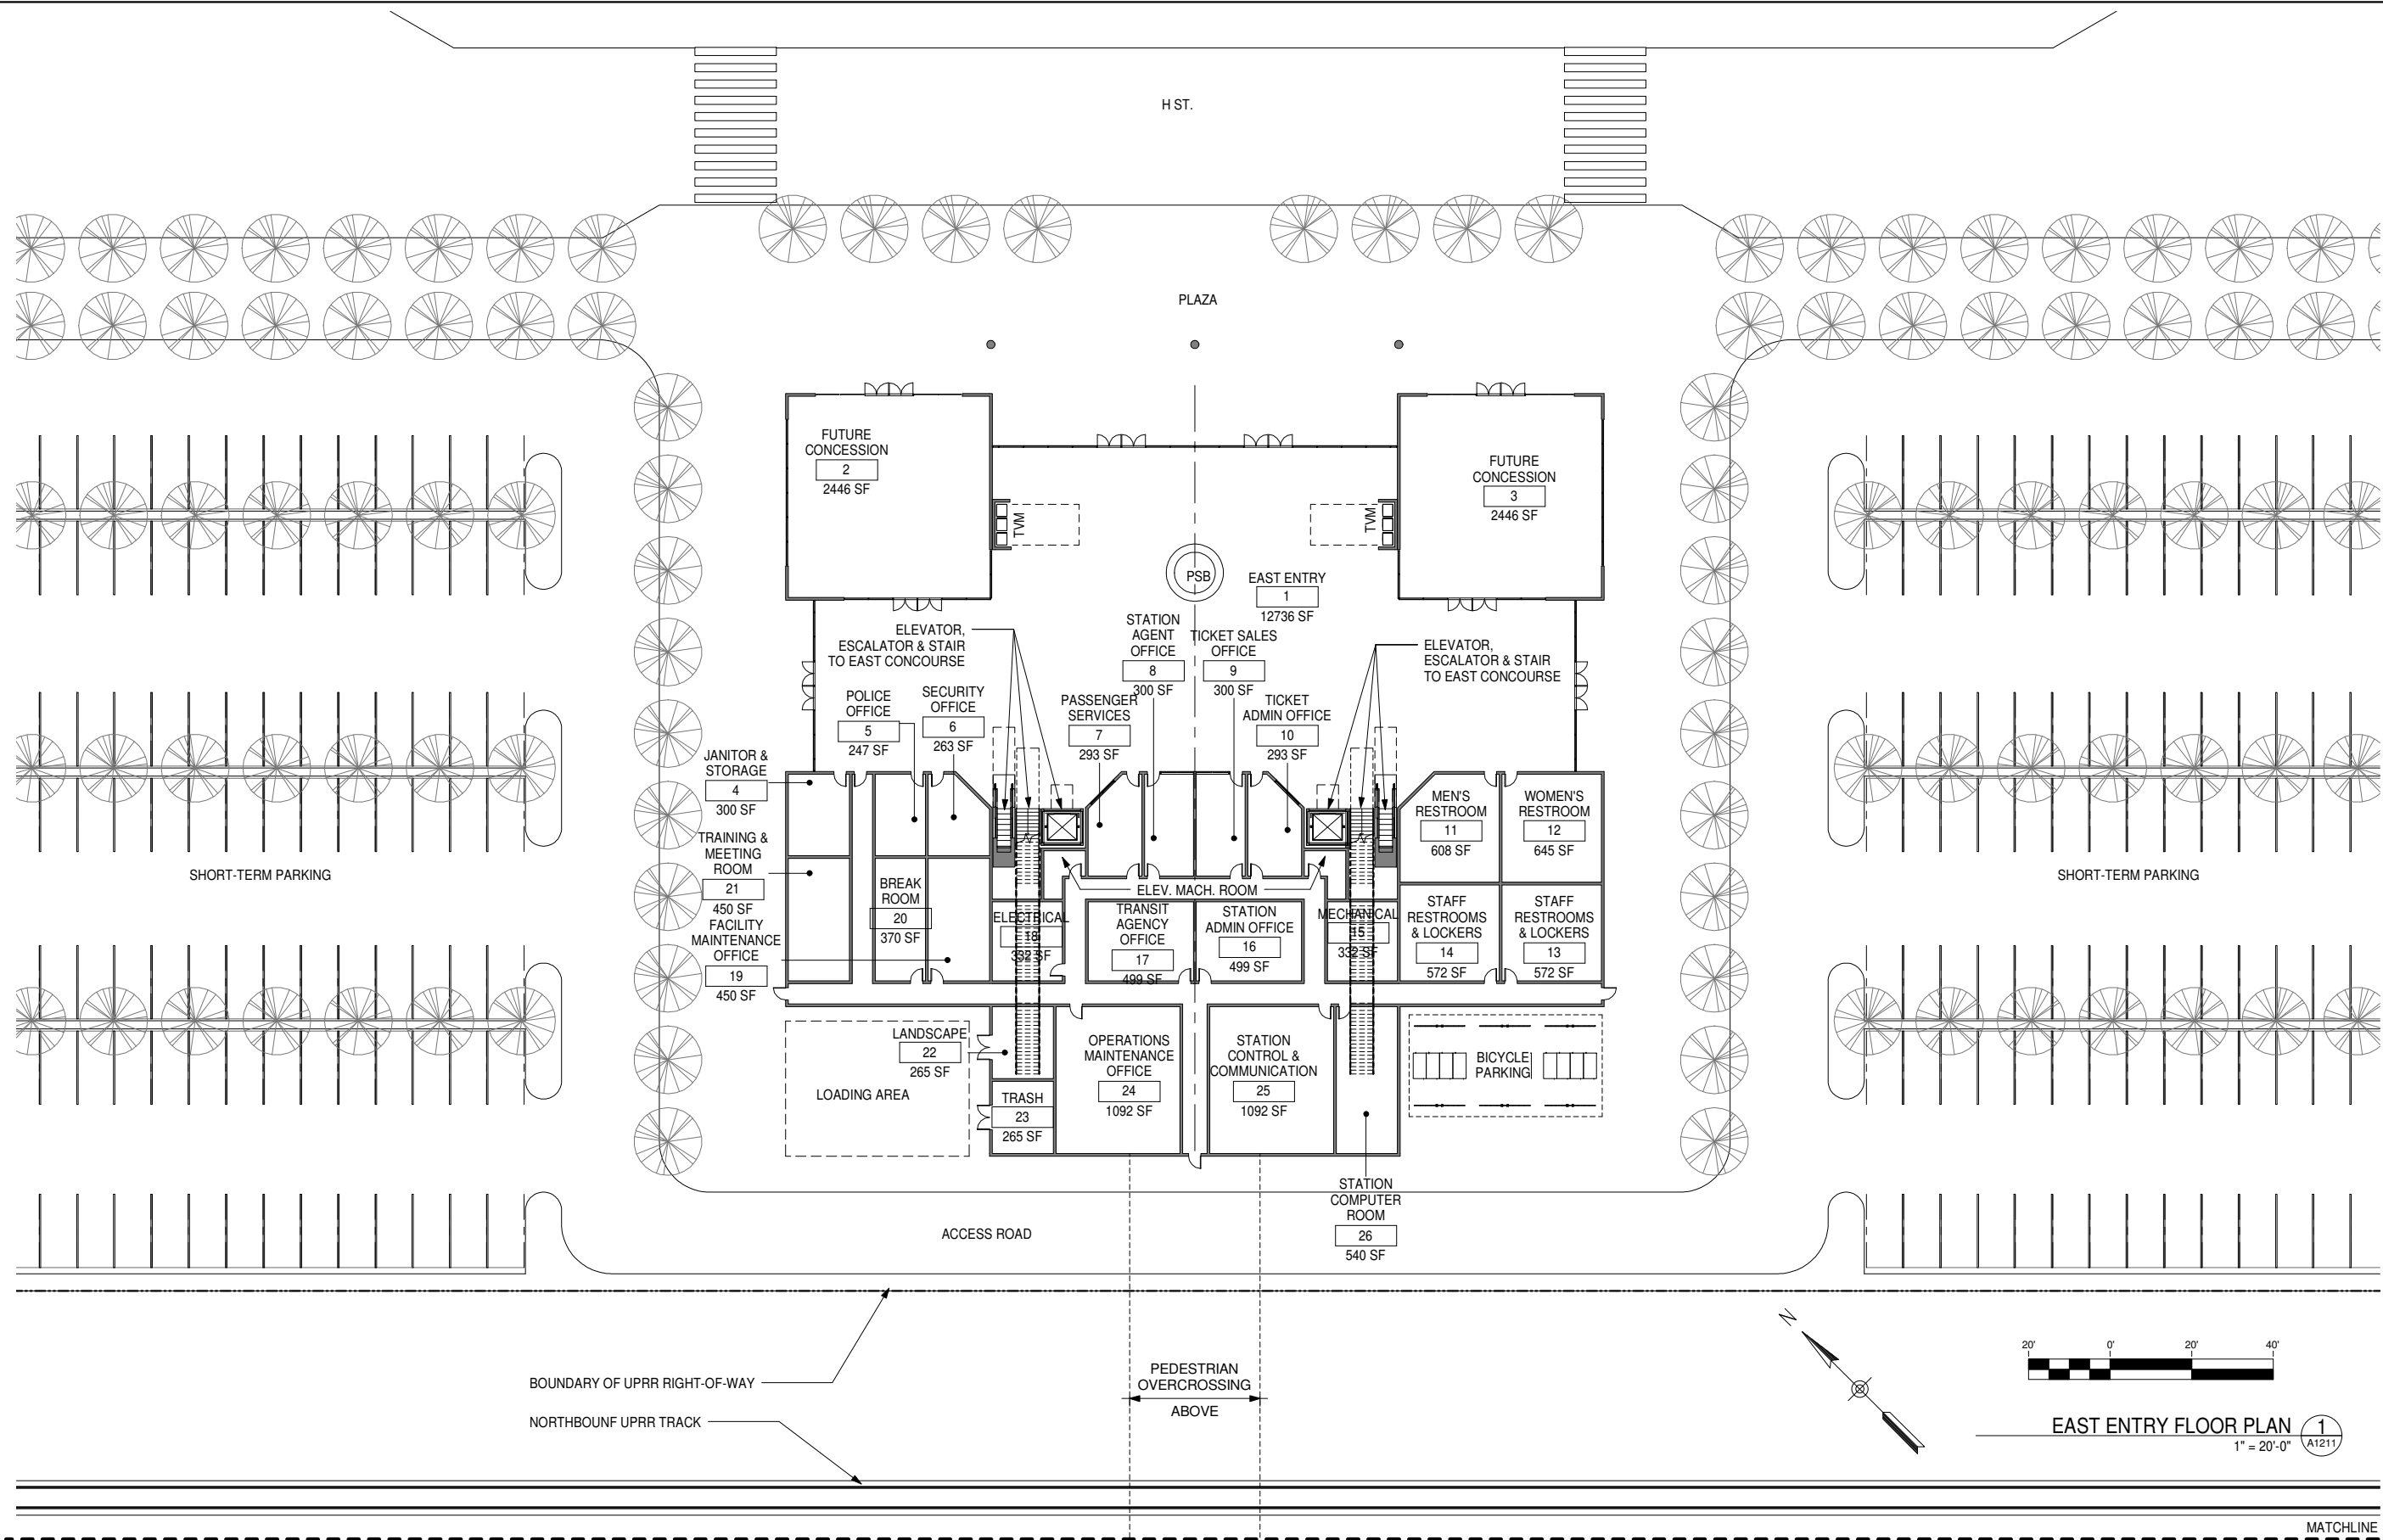 H ST.
PLAZA
FUTURE
CONCESSION
2
2446 SF
FUTURE
CONCESSION
3
2446 SF
TVM
TVM
PSB
EAST ENTRY
1
12736 SF
ELEVATOR,
ESCALATOR & STAIR
TO EAST CONCOURSE
STATION
AGENT
OFFICE
8
300 SF
TICKET SALES
OFFICE
9
300 SF
ELEVATOR,
ESCALATOR & STAIR
TO EAST CONCOURSE
POLICE
OFFICE
5
247 SF
SECURITY
OFFICE
6
263 SF
PASSENGER
SERVICES
7
293 SF
TICKET
ADMIN OFFICE
10
293 SF
JANITOR &
STORAGE
4
300 SF
MEN'S
RESTROOM
11
608 SF
WOMEN'S
RESTROOM
12
645 SF
TRAINING &
MEETING
ROOM
21
450 SF
SHORT-TERM PARKING
SHORT-TERM PARKING
BREAK
ROOM
20
370 SF
ELEV. MACH. ROOM
FACILITY
MAINTENANCE
OFFICE
19
450 SF
ELECTRICAL
18
332 SF
TRANSIT
AGENCY
OFFICE
17
499 SF
STATION
ADMIN OFFICE
16
499 SF
MECHANICAL
15
332 SF
STAFF
RESTROOMS
& LOCKERS
14
572 SF
STAFF
RESTROOMS
& LOCKERS
13
572 SF
LANDSCAPE
22
265 SF
LOADING AREA
TRASH
23
265 SF
OPERATIONS
MAINTENANCE
OFFICE
24
1092 SF
STATION
CONTROL &
COMMUNICATION
25
1092 SF
BICYCLE
PARKING
STATION
COMPUTER
ROOM
26
540 SF
ACCESS ROAD
BOUNDARY OF UPRR RIGHT-OF-WAY
NORTHBOUNF UPRR TRACK
PEDESTRIAN
OVERCROSSING
ABOVE
N
20' 0' 20' 40'
EAST ENTRY FLOOR PLAN
1" = 20'-0"
1
A1211
MATCHLINE